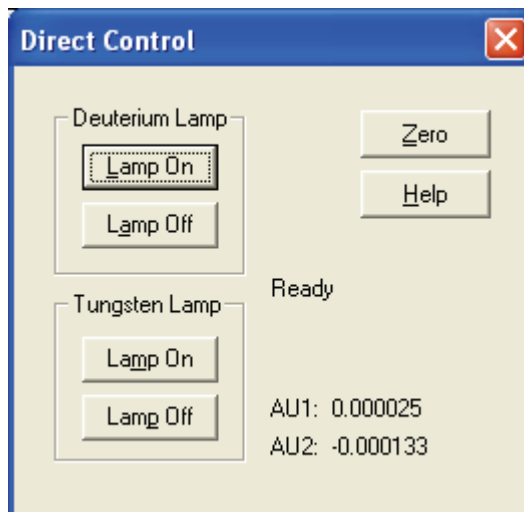 Direct Control
Deuterium Lamp
Lamp On
Lamp Off
Zero
Help
Tungsten Lamp
Lamp On
Lamp Off
Ready
AU1: 0.000025
AU2: -0.000133